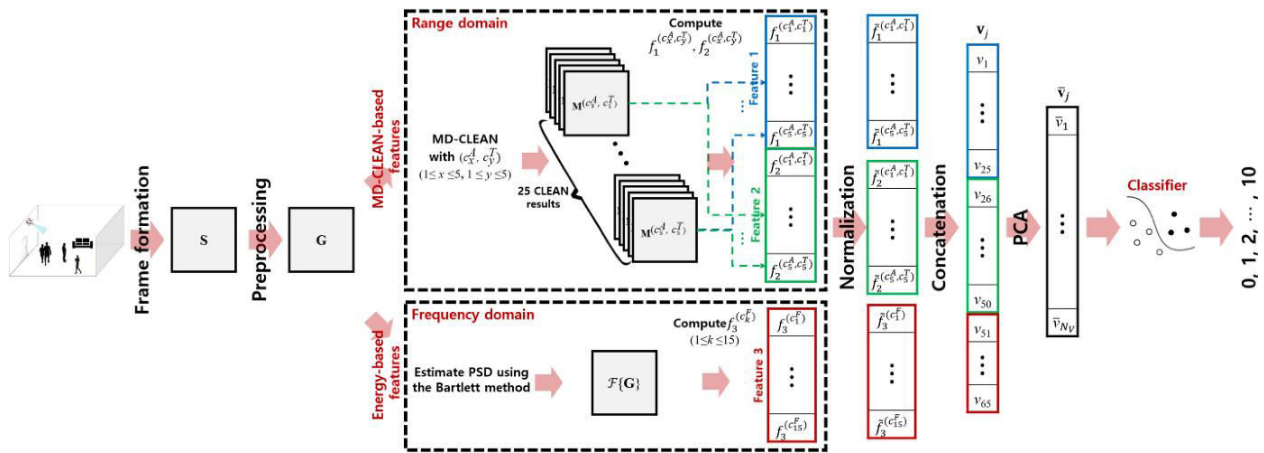 Frame formation
S
Preprocessing
G
MD-CLEAN-based
features
Energy-based
features
Range domain
MD-CLEAN
with (c_x^A, c_y^T)
(1≤ x ≤5, 1 ≤ y ≤5)
25 CLEAN
results
M^(c_5^A, c_1^T)
M^(c_5^A, c_5^T)
Compute
f_1^(c_x^A,c_y^T), f_2^(c_x^A,c_y^T)
... Feature 1
... Feature 2
f_1^(c_1^A,c_1^T)
⋮
f_1^(c_5^A,c_5^T)
f_2^(c_1^A,c_1^T)
⋮
f_2^(c_5^A,c_5^T)
Frequency domain
Estimate PSD using
the Bartlett method
ℱ{G}
Compute f_3^(c_k^F)
(1≤k ≤15)
Feature 3
f_3^(c_1^F)
⋮
f_3^(c_15^F)
Normalization
f̃_1^(c_1^A,c_1^T)
⋮
f̃_1^(c_5^A,c_5^T)
f̃_2^(c_1^A,c_1^T)
⋮
f̃_2^(c_5^A,c_5^T)
f̃_3^(c_1^F)
⋮
f̃_3^(c_15^F)
Concatenation
v_j
v_1
⋮
v_25
v_26
⋮
v_50
v_51
⋮
v_65
PCA
v̄_j
v̄_1
⋮
v̄_N_V
Classifier
0, 1, 2, ⋯, 10